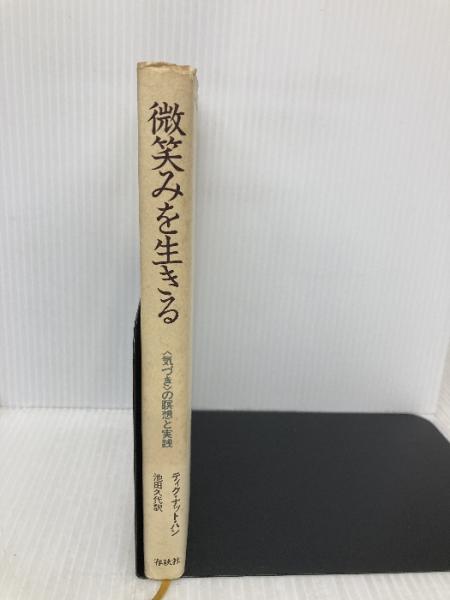 微笑みを生きる
〈気づき〉の瞑想と実践
ティク・ナット・ハン
池田久代訳
春秋社